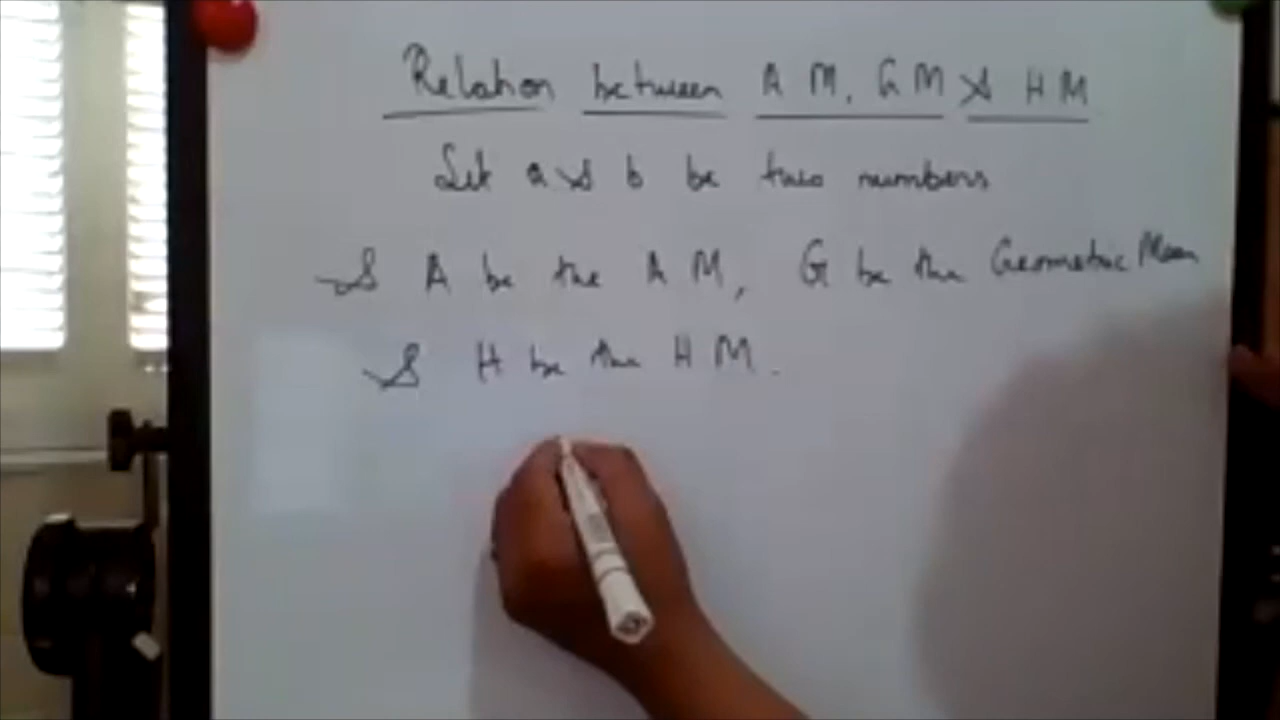 Relation between A M, G M & H M
Let a & b be two numbers
& A be the A M, G be the Geometric Mean
& H be the H M.